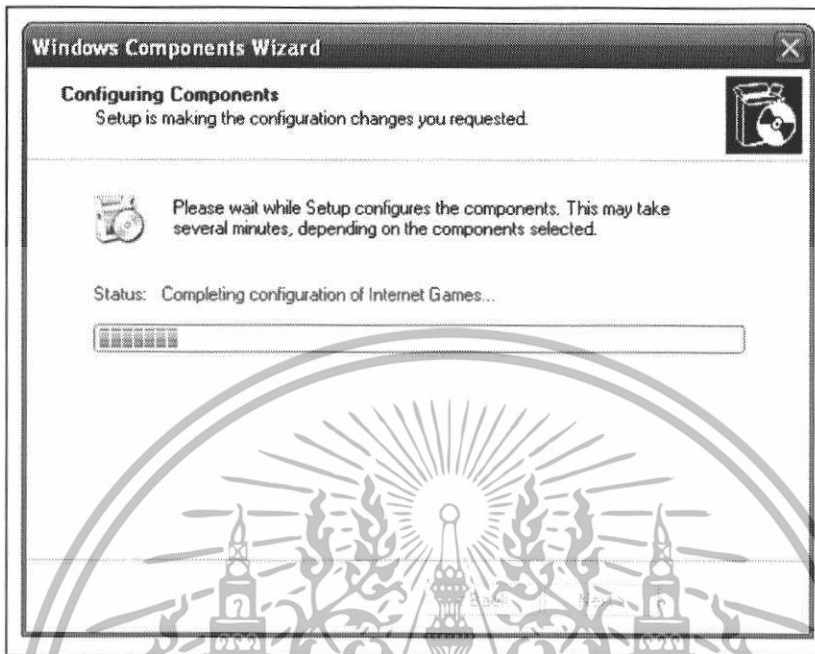 Windows Components Wizard
Configuring Components
Setup is making the configuration changes you requested.
Please wait while Setup configures the components. This may take
several minutes, depending on the components selected.
Status: Completing configuration of Internet Games...